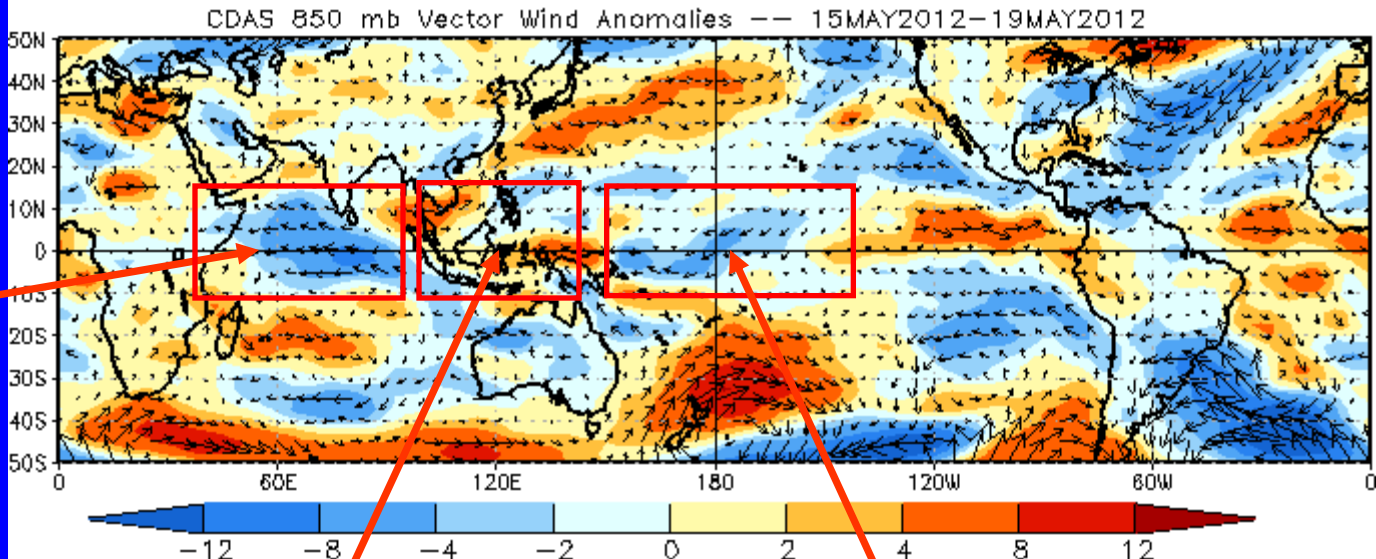 CDAS 850 mb Vector Wind Anomalies -- 15MAY2012-19MAY2012
50N
40N
30N
20N
10N
0
10S
20S
30S
40S
50S
0 60E 120E 180 120W 60W 0
-12 -8 -4 -2 0 2 4 8 12